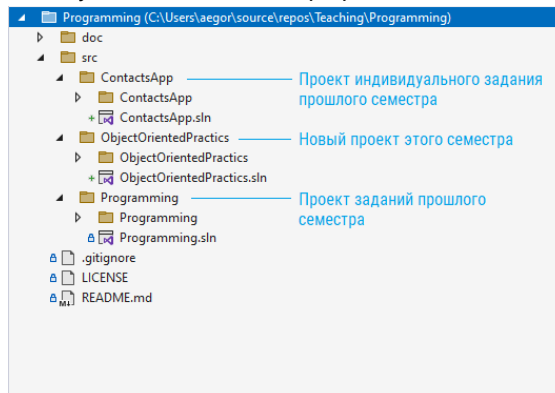 Programming (C:\Users\aegor\source\repos\Teaching\Programming)
doc
src
ContactsApp
Проект индивидуального задания
ContactsApp
прошлого семестра
ContactsApp.sln
ObjectOrientedPractics
Новый проект этого семестра
ObjectOrientedPractics
ObjectOrientedPractics.sln
Programming
Проект заданий прошлого
Programming
семестра
Programming.sln
.gitignore
LICENSE
README.md